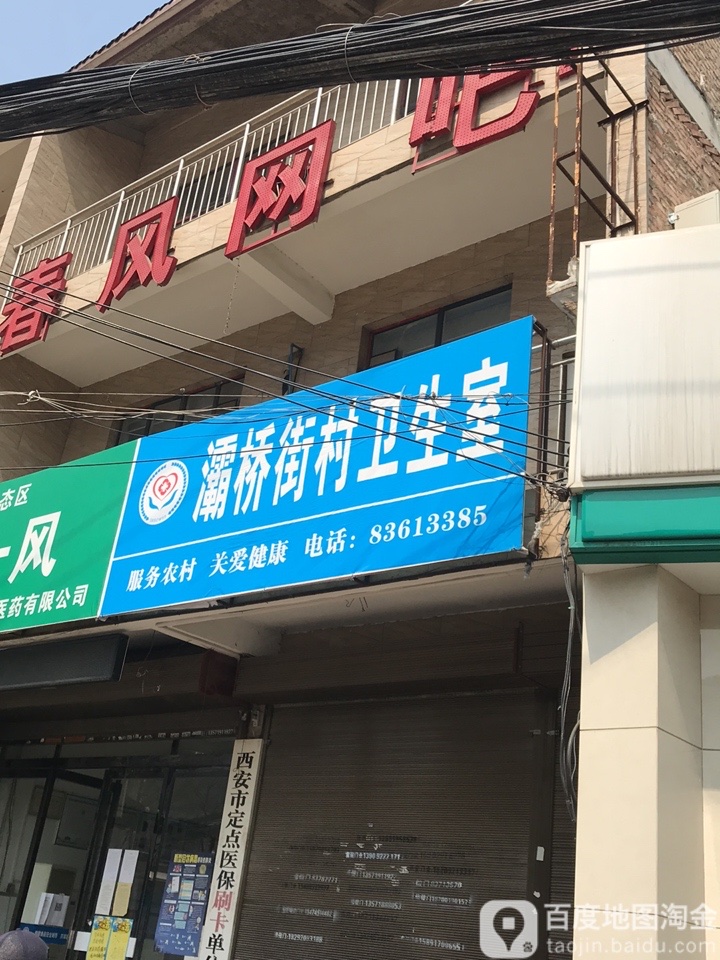 春风网吧
灞桥街村卫生室
服务农村 关爱健康 电话：83613385
态区
风
医药有限公司
西安市定点医保刷卡单位
百度地图淘金
taojin.baidu.com